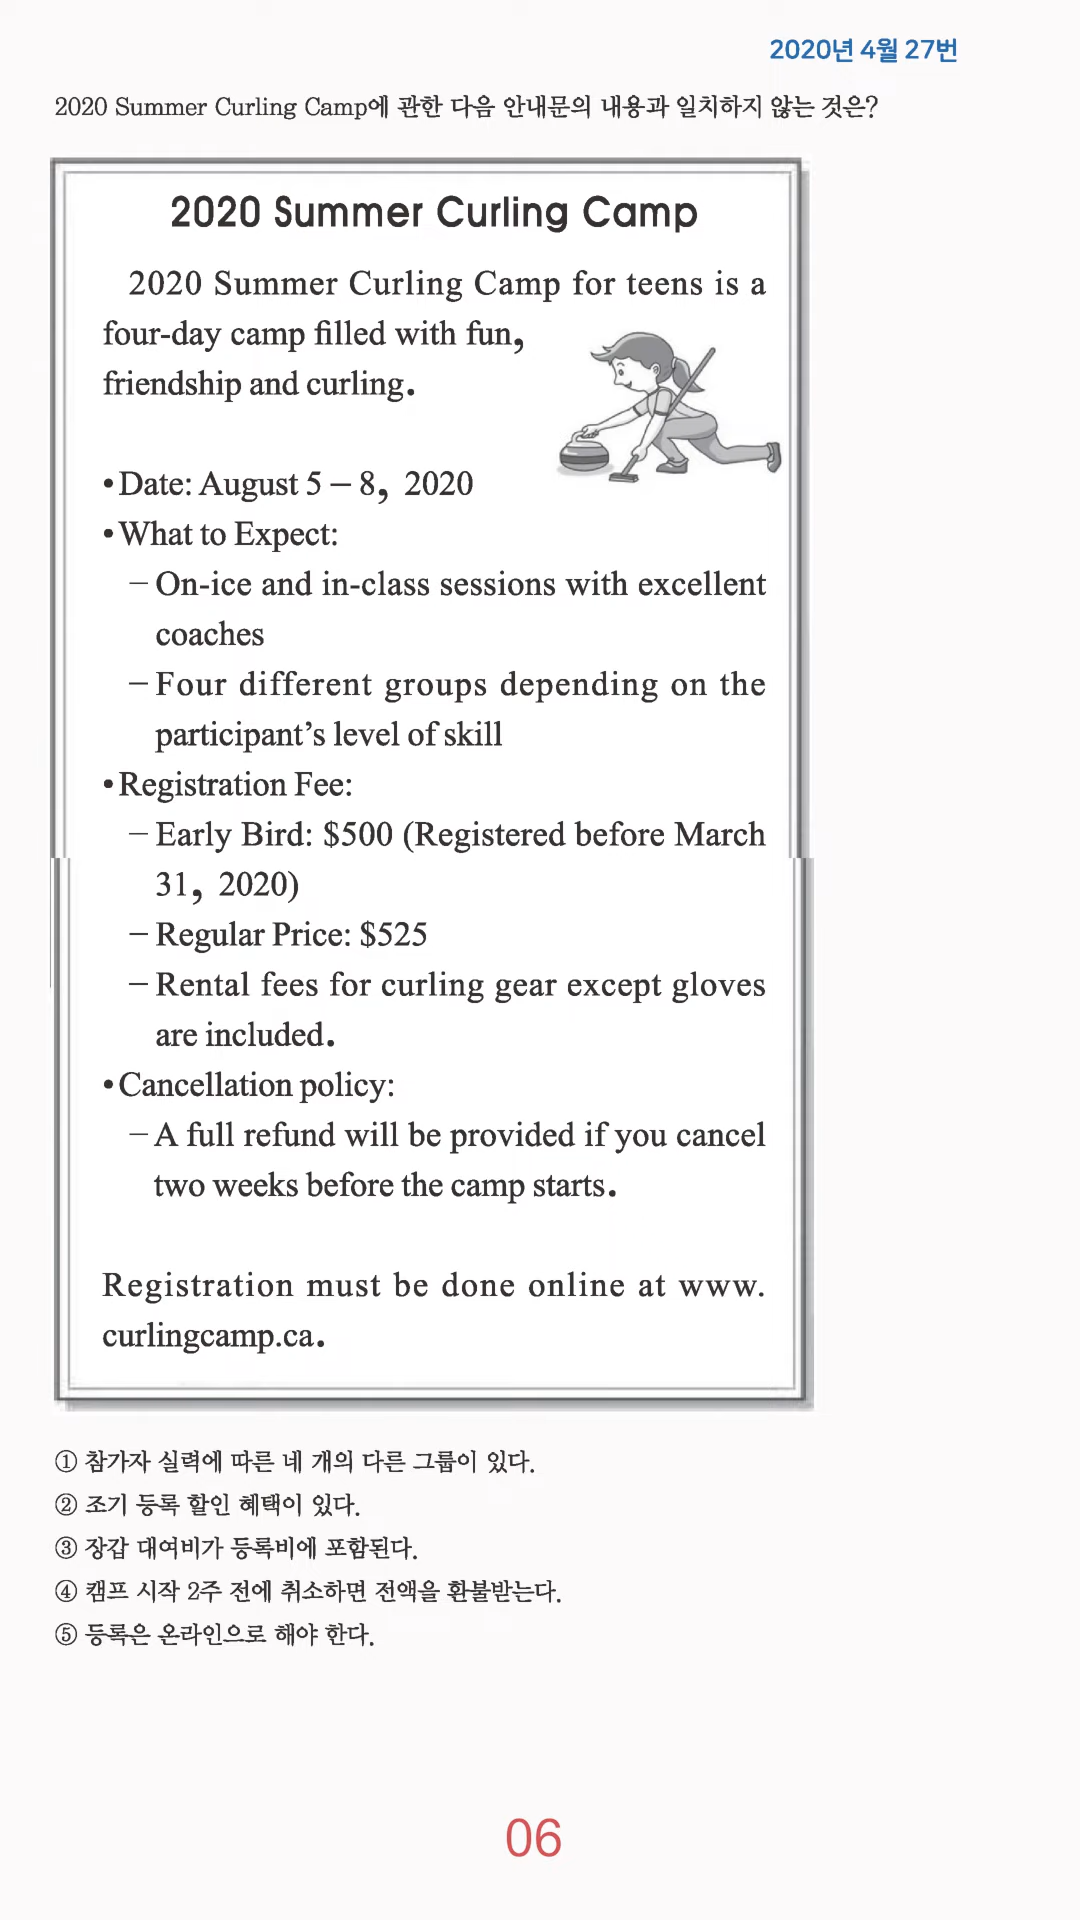 2020년 4월 27번
2020 Summer Curling Camp에 관한 다음 안내문의 내용과 일치하지 않는 것은?
2020 Summer Curling Camp
2020 Summer Curling Camp for teens is a
four-day camp filled with fun,
friendship and curling.
•Date: August 5 – 8, 2020
•What to Expect:
– On-ice and in-class sessions with excellent
coaches
– Four different groups depending on the
participant's level of skill
•Registration Fee:
– Early Bird: $500 (Registered before March
31, 2020)
– Regular Price: $525
– Rental fees for curling gear except gloves
are included.
•Cancellation policy:
– A full refund will be provided if you cancel
two weeks before the camp starts.
Registration must be done online at www.
curlingcamp.ca.
① 참가자 실력에 따른 네 개의 다른 그룹이 있다.
② 조기 등록 할인 혜택이 있다.
③ 장갑 대여비가 등록비에 포함된다.
④ 캠프 시작 2주 전에 취소하면 전액을 환불받는다.
⑤ 등록은 온라인으로 해야 한다.
06